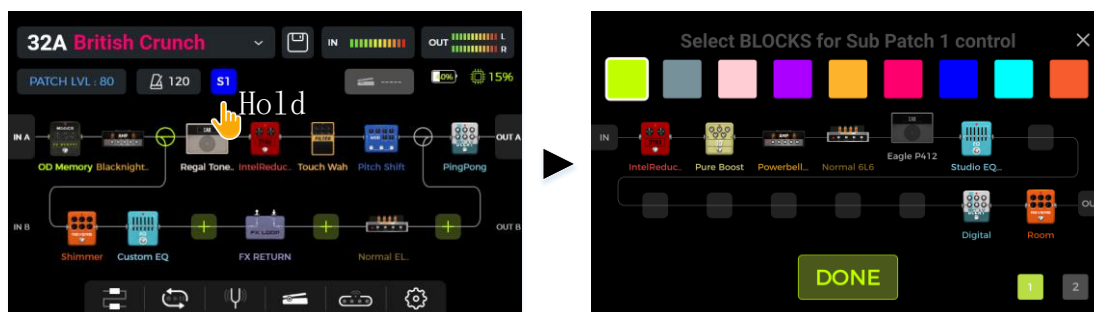 32A British Crunch
IN
OUT
L
R
PATCH LVL : 80
120
S1
-----
40%
15%
Hold
IN A
OUT A
OD Memory
Blacknight..
Regal Tone..
IntelReduc..
Touch Wah
Pitch Shift
PingPong
IN B
FX LOOP
OUT B
Shimmer
Custom EQ
FX RETURN
Normal EL..
Select BLOCKS for Sub Patch 1 control
IN
IntelReduc..
Pure Boost
Powerbell...
Normal 6L6
Eagle P412
Studio EQ...
OU
Digital
Room
DONE
1
2